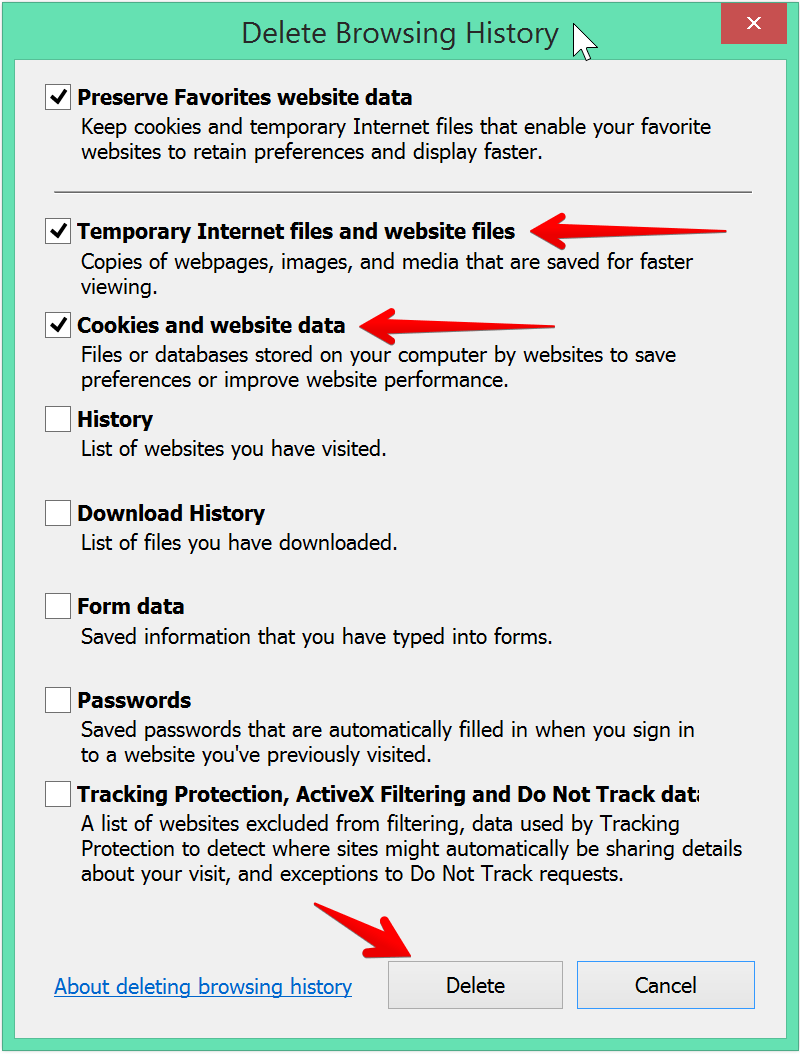 Delete Browsing History
Preserve Favorites website data
Keep cookies and temporary Internet files that enable your favorite
websites to retain preferences and display faster.
Temporary Internet files and website files
Copies of webpages, images, and media that are saved for faster
viewing.
Cookies and website data
Files or databases stored on your computer by websites to save
preferences or improve website performance.
History
List of websites you have visited.
Download History
List of files you have downloaded.
Form data
Saved information that you have typed into forms.
Passwords
Saved passwords that are automatically filled in when you sign in
to a website you've previously visited.
Tracking Protection, ActiveX Filtering and Do Not Track data
A list of websites excluded from filtering, data used by Tracking
Protection to detect where sites might automatically be sharing details
about your visit, and exceptions to Do Not Track requests.
About deleting browsing history
Delete
Cancel